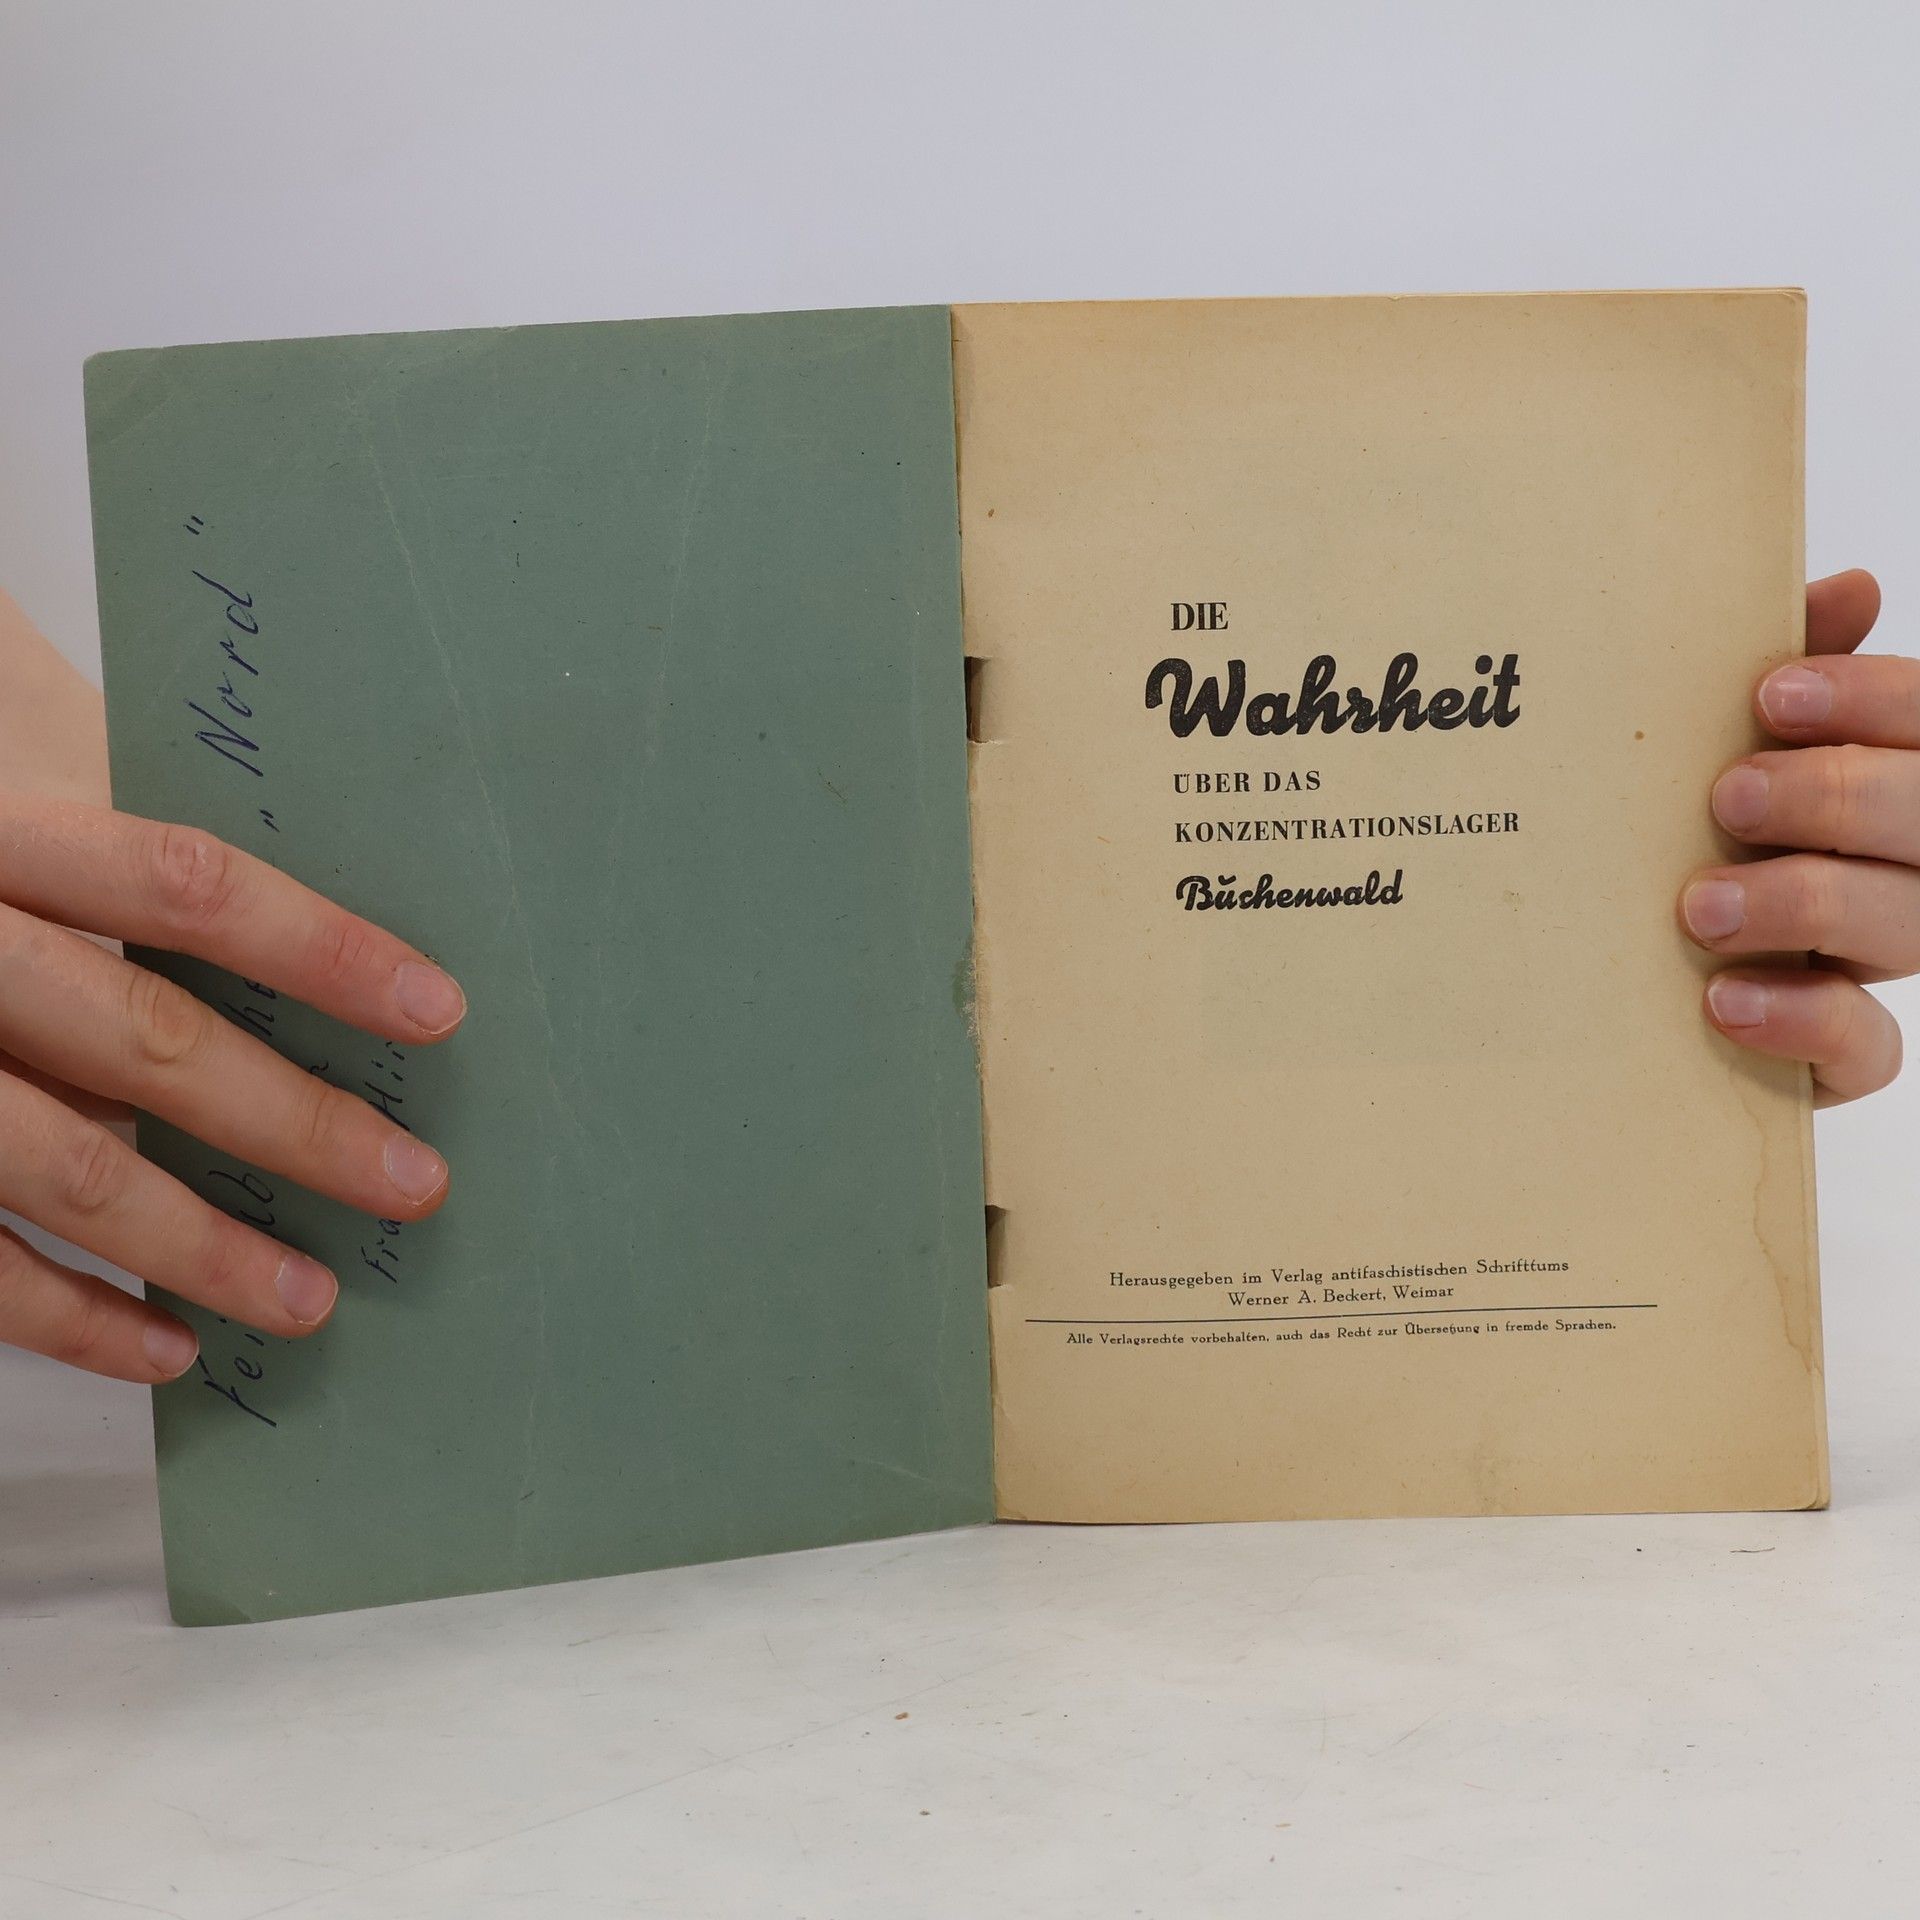 „Nord"
DIE
Wahrheit
ÜBER DAS
KONZENTRATIONSLAGER
Buchenwald
Herausgegeben im Verlag antifaschistischen Schrifttums
Werner A. Beckert, Weimar
Alle Verlagsrechte vorbehalten, auch das Recht zur Übersetzung in fremde Sprachen.